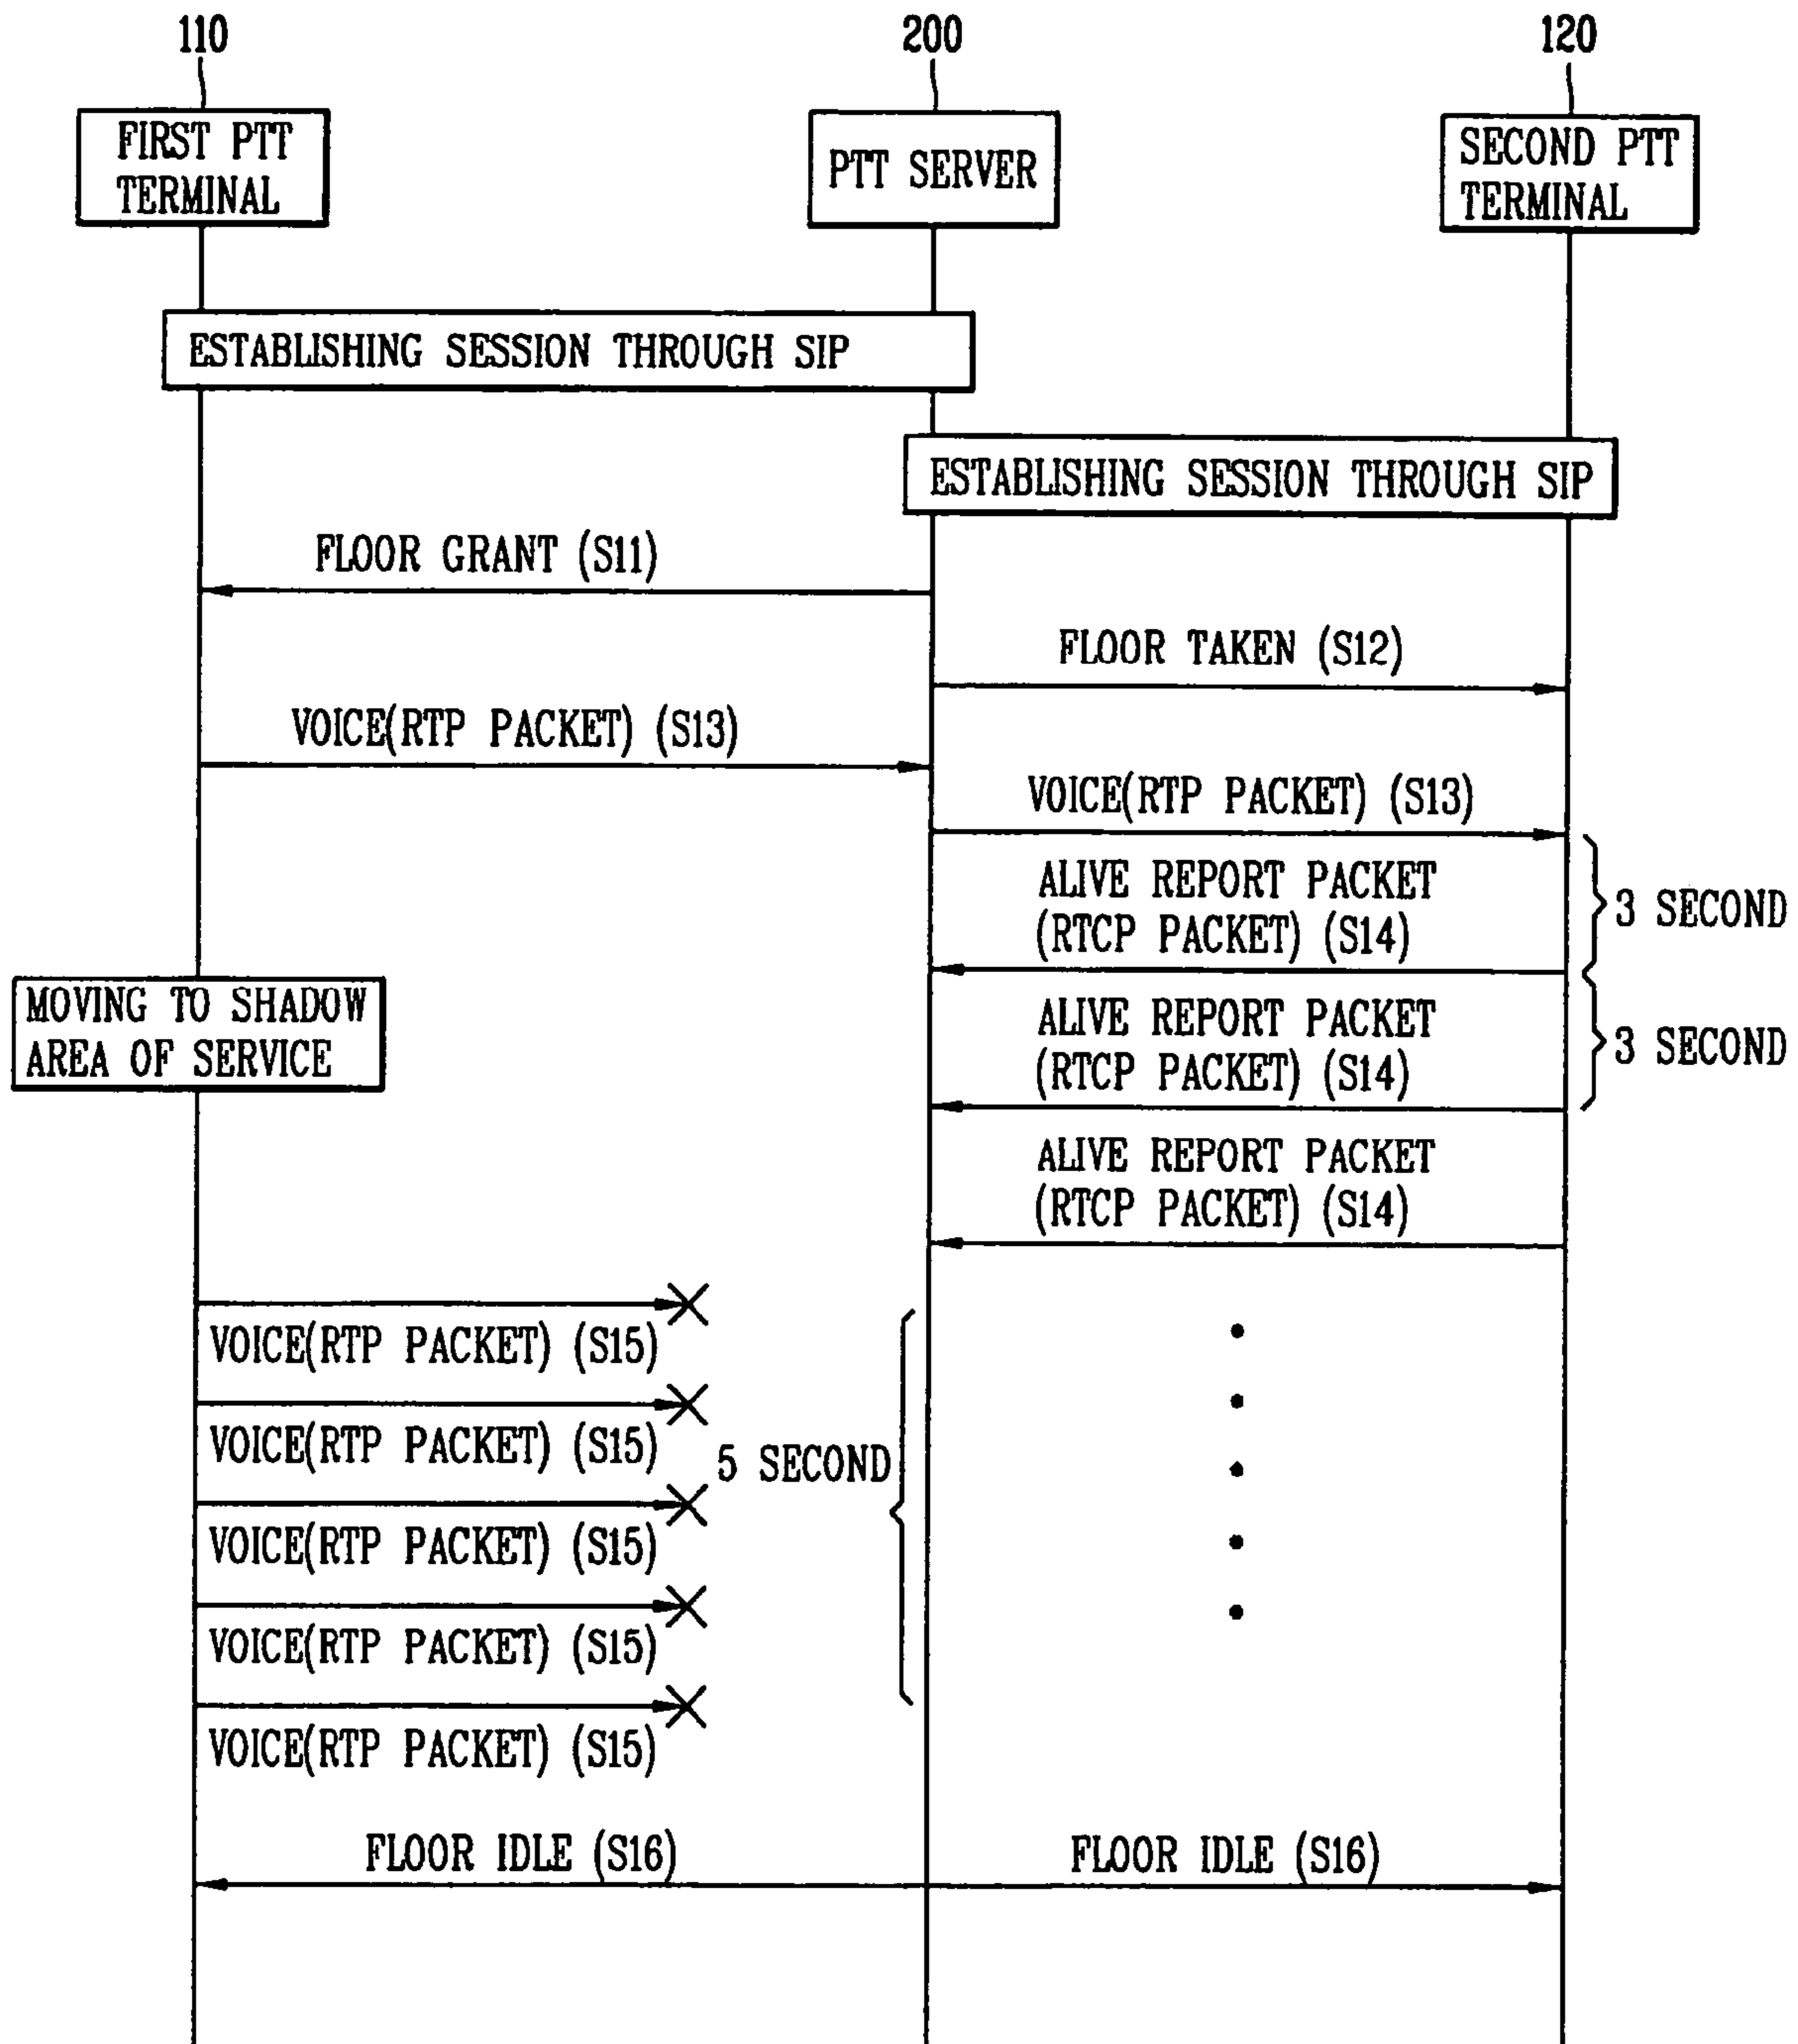 110
200
120
FIRST PTT
TERMINAL
PTT SERVER
SECOND PTT
TERMINAL
ESTABLISHING SESSION THROUGH SIP
ESTABLISHING SESSION THROUGH SIP
FLOOR GRANT (S11)
FLOOR TAKEN (S12)
VOICE(RTP PACKET) (S13)
VOICE(RTP PACKET) (S13)
ALIVE REPORT PACKET
(RTCP PACKET) (S14)
3 SECOND
MOVING TO SHADOW
AREA OF SERVICE
ALIVE REPORT PACKET
(RTCP PACKET) (S14)
3 SECOND
ALIVE REPORT PACKET
(RTCP PACKET) (S14)
VOICE(RTP PACKET) (S15)
VOICE(RTP PACKET) (S15)
5 SECOND
VOICE(RTP PACKET) (S15)
VOICE(RTP PACKET) (S15)
VOICE(RTP PACKET) (S15)
FLOOR IDLE (S16)
FLOOR IDLE (S16)